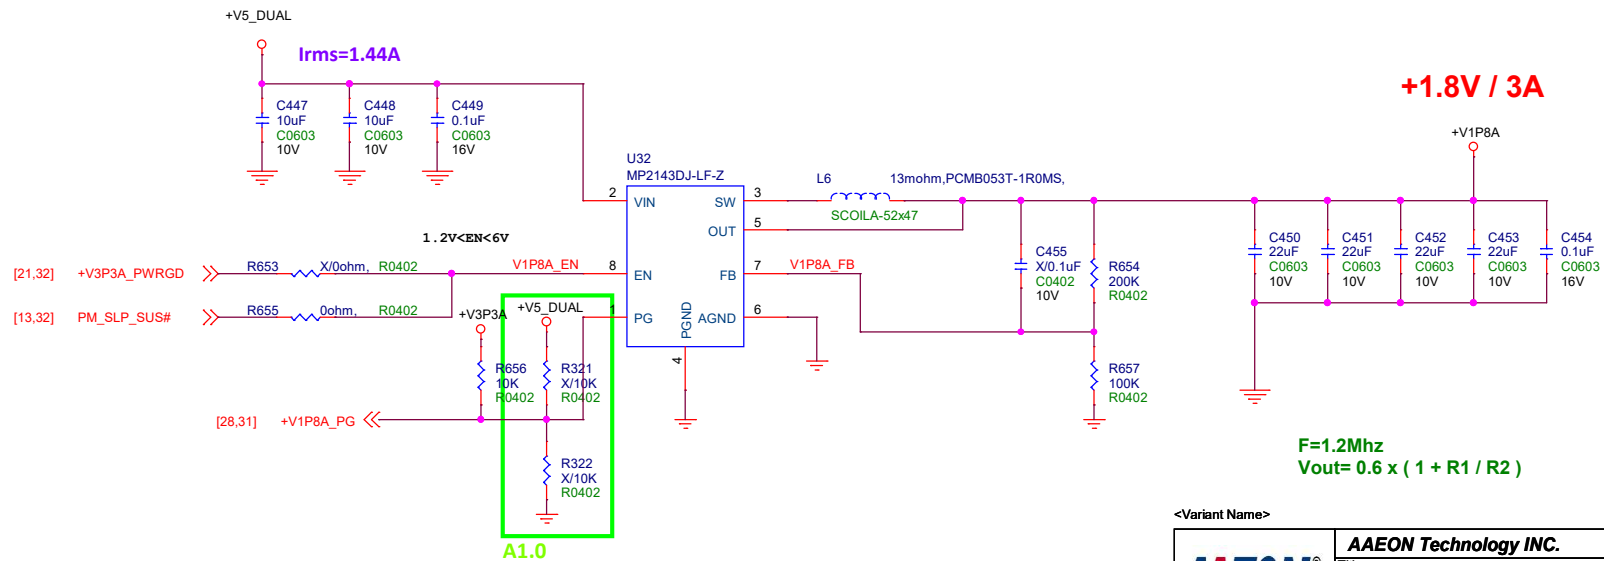 +V5_DUAL
Irms=1.44A
C447
10uF
C0603
10V
C448
10uF
C0603
10V
C449
0.1uF
C0603
16V
+1.8V / 3A
+V1P8A
U32
MP2143DJ-LF-Z
2
VIN
SW
3
OUT
5
8
EN
FB
7
1
PG
PGND
AGND
6
4
L6
13mohm,PCMB053T-1R0MS,
SCOILA-52x47
1.2V<EN<6V
[21,32]
+V3P3A_PWRGD
R653
X/0ohm,
R0402
V1P8A_EN
[13,32]
PM_SLP_SUS#
R655
0ohm,
R0402
+V3P3A
+V5_DUAL
R656
10K
R0402
R321
X/10K
R0402
[28,31]
+V1P8A_PG
R322
X/10K
R0402
A1.0
V1P8A_FB
C455
X/0.1uF
C0402
10V
R654
200K
R0402
R657
100K
R0402
C450
22uF
C0603
10V
C451
22uF
C0603
10V
C452
22uF
C0603
10V
C453
22uF
C0603
10V
C454
0.1uF
C0603
16V
F=1.2Mhz
Vout= 0.6 x ( 1 + R1 / R2 )
<Variant Name>
AAEON Technology INC.